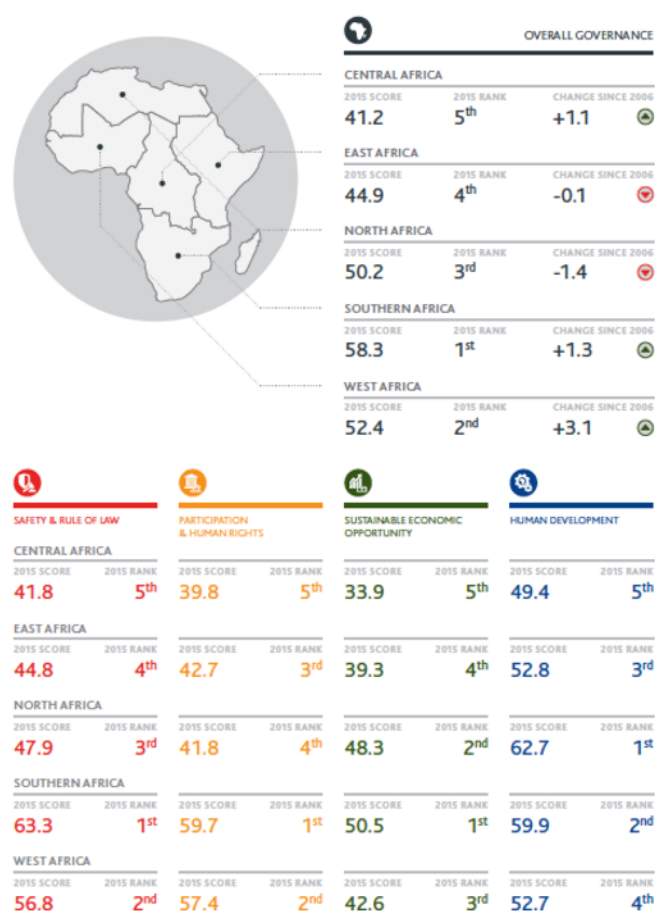 OVERALL GOVERNANCE
CENTRAL AFRICA
2015 SCORE 2015 RANK CHANGE SINCE 2006
41.2 5th +1.1
EAST AFRICA
2015 SCORE 2015 RANK CHANGE SINCE 2006
44.9 4th -0.1
NORTH AFRICA
2015 SCORE 2015 RANK CHANGE SINCE 2006
50.2 3rd -1.4
SOUTHERN AFRICA
2015 SCORE 2015 RANK CHANGE SINCE 2006
58.3 1st +1.3
WEST AFRICA
2015 SCORE 2015 RANK CHANGE SINCE 2006
52.4 2nd +3.1
SAFETY & RULE OF LAW
PARTICIPATION
& HUMAN RIGHTS
SUSTAINABLE ECONOMIC
OPPORTUNITY
HUMAN DEVELOPMENT
CENTRAL AFRICA
2015 SCORE 2015 RANK 2015 SCORE 2015 RANK 2015 SCORE 2015 RANK 2015 SCORE 2015 RANK
41.8 5th 39.8 5th 33.9 5th 49.4 5th
EAST AFRICA
2015 SCORE 2015 RANK 2015 SCORE 2015 RANK 2015 SCORE 2015 RANK 2015 SCORE 2015 RANK
44.8 4th 42.7 3rd 39.3 4th 52.8 3rd
NORTH AFRICA
2015 SCORE 2015 RANK 2015 SCORE 2015 RANK 2015 SCORE 2015 RANK 2015 SCORE 2015 RANK
47.9 3rd 41.8 4th 48.3 2nd 62.7 1st
SOUTHERN AFRICA
2015 SCORE 2015 RANK 2015 SCORE 2015 RANK 2015 SCORE 2015 RANK 2015 SCORE 2015 RANK
63.3 1st 59.7 1st 50.5 1st 59.9 2nd
WEST AFRICA
2015 SCORE 2015 RANK 2015 SCORE 2015 RANK 2015 SCORE 2015 RANK 2015 SCORE 2015 RANK
56.8 2nd 57.4 2nd 42.6 3rd 52.7 4th